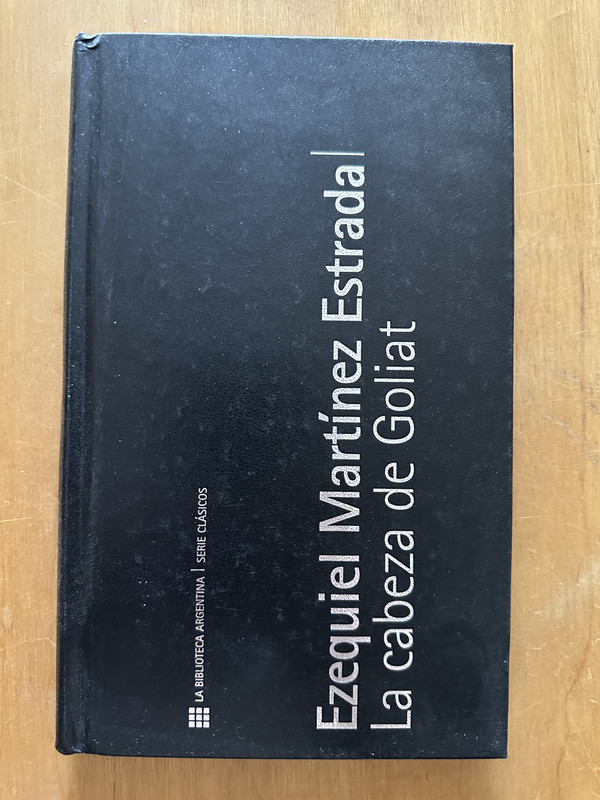 LA BIBLIOTECA ARGENTINA | SERIE CLÁSICOS
Ezequiel Martínez Estrada|
La cabeza de Goliat